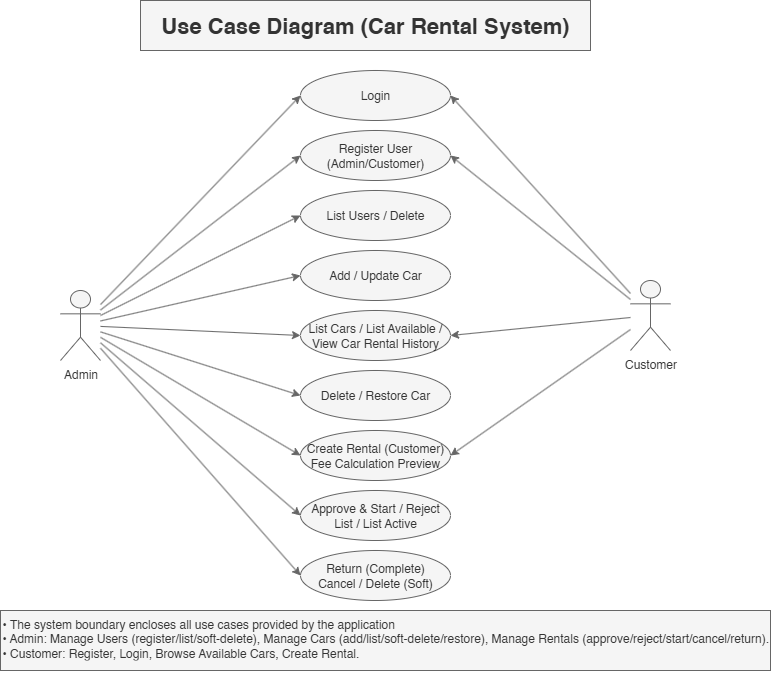 Use Case Diagram (Car Rental System)
Login
Register User
(Admin/Customer)
List Users / Delete
Add / Update Car
List Cars / List Available /
View Car Rental History
Delete / Restore Car
Create Rental (Customer)
Fee Calculation Preview
Approve & Start / Reject
List / List Active
Return (Complete)
Cancel / Delete (Soft)
Admin
Customer
• The system boundary encloses all use cases provided by the application
• Admin: Manage Users (register/list/soft-delete), Manage Cars (add/list/soft-delete/restore), Manage Rentals (approve/reject/start/cancel/return).
• Customer: Register, Login, Browse Available Cars, Create Rental.